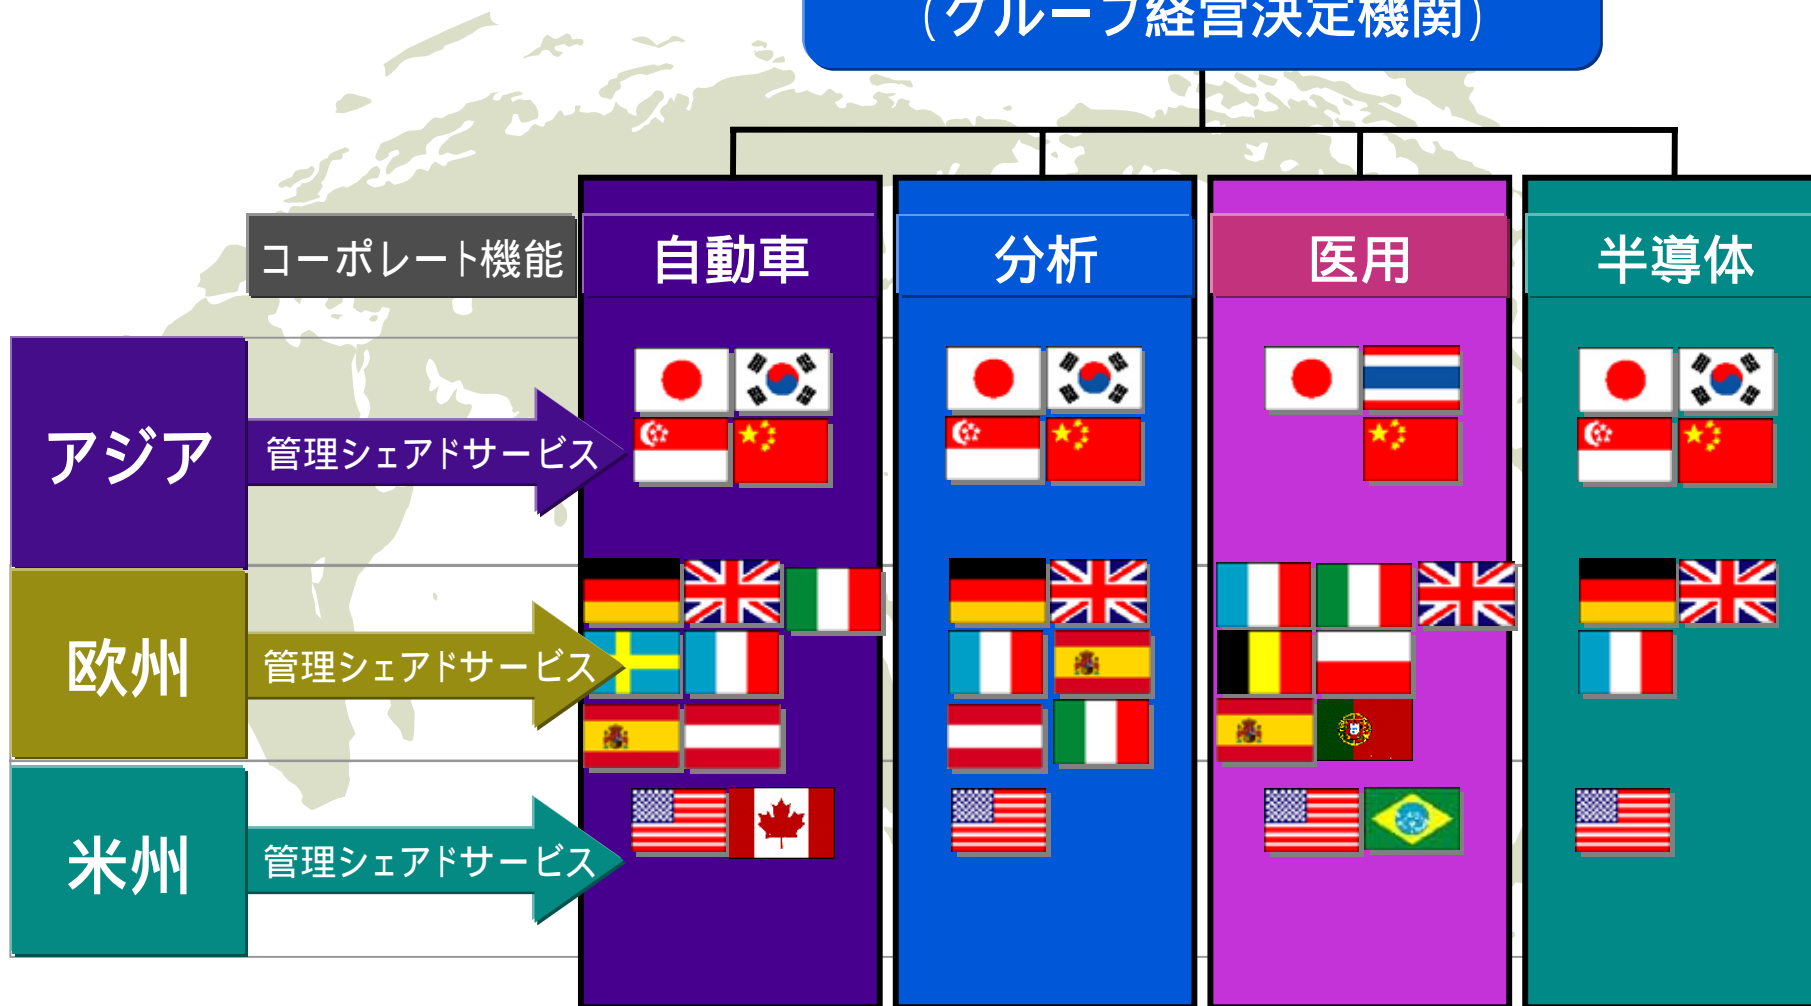 (グループ経営決定機関)
コーポレート機能
自動車
分析
医用
半導体
アジア
管理シェアドサービス
欧州
管理シェアドサービス
米州
管理シェアドサービス